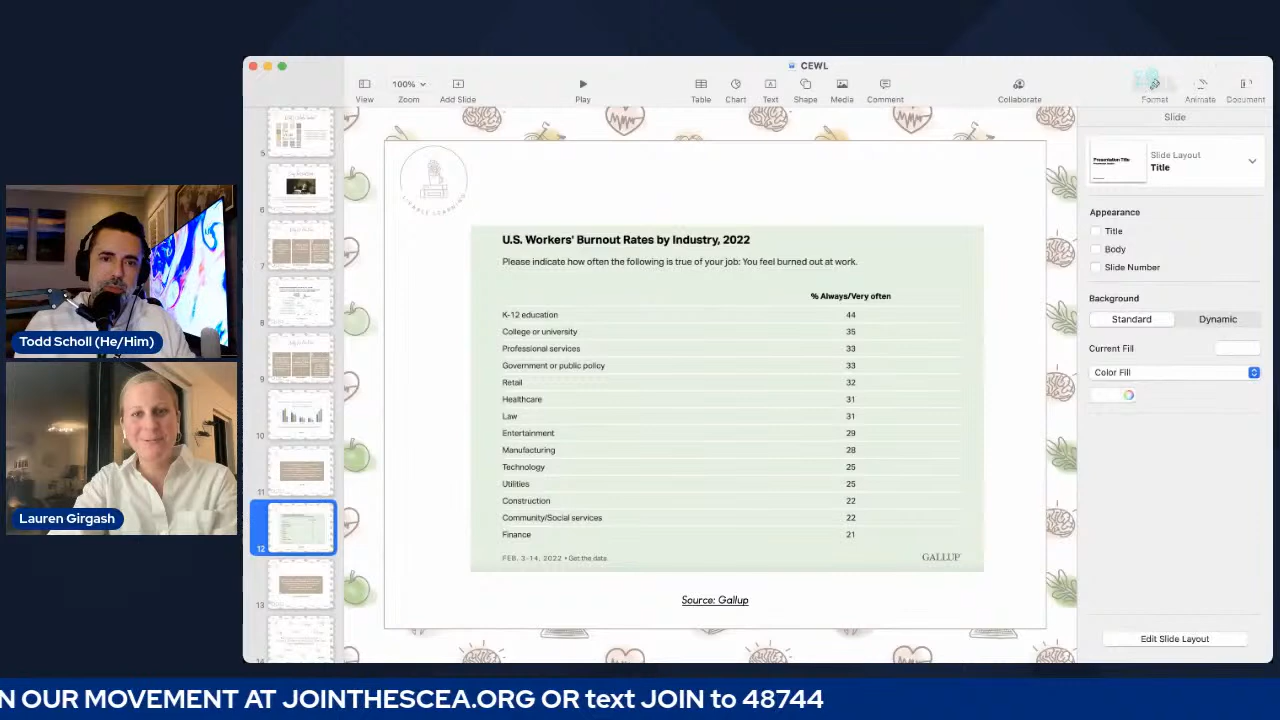 CEWL
100%
View
Zoom
Add Slide
Play
Table
Chart
Text
Shape
Media
Comment
Collaborate
Format
Animate
Document
Slide
Slide Layout
Title
Presentation Title
Appearance
Title
Body
Slide Number
Background
Standard
Dynamic
Current Fill
Color Fill
Edit Slide Layout
5
6
7
8
9
10
11
12
13
U.S. Workers' Burnout Rates by Industry, 2022
Please indicate how often the following is true of your job: You feel burned out at work.
% Always/Very often
K-12 education 44
College or university 35
Professional services 33
Government or public policy 33
Retail 32
Healthcare 31
Law 31
Entertainment 29
Manufacturing 28
Technology 25
Utilities 25
Construction 22
Community/Social services 22
Finance 21
FEB. 3-14, 2022 • Get the data
GALLUP
Source: Gallup
Todd Scholl (He/Him)
Lauren Girgash
N OUR MOVEMENT AT JOINTHESCEA.ORG OR text JOIN to 48744